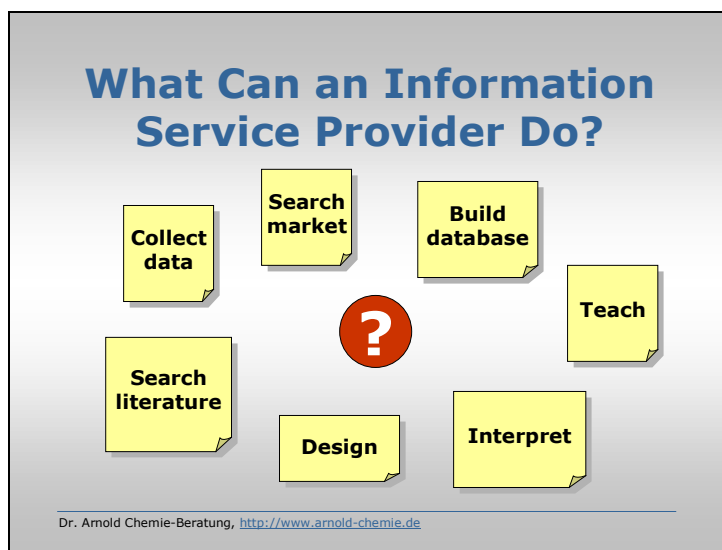 What Can an Information
Service Provider Do?
Search
market
Build
database
Collect
data
Teach
?
Search
literature
Design
Interpret
Dr. Arnold Chemie-Beratung, http://www.arnold-chemie.de